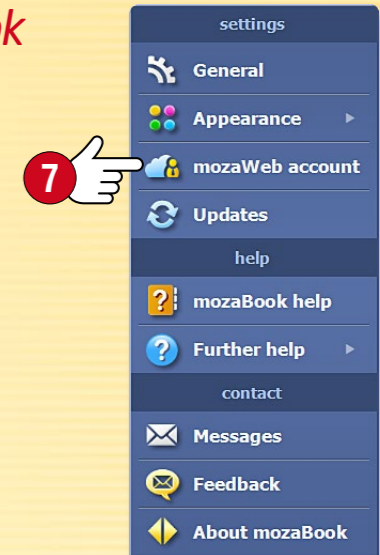 ok
settings
General
Appearance
7
mozaWeb account
Updates
help
mozaBook help
Further help
contact
Messages
Feedback
About mozaBook